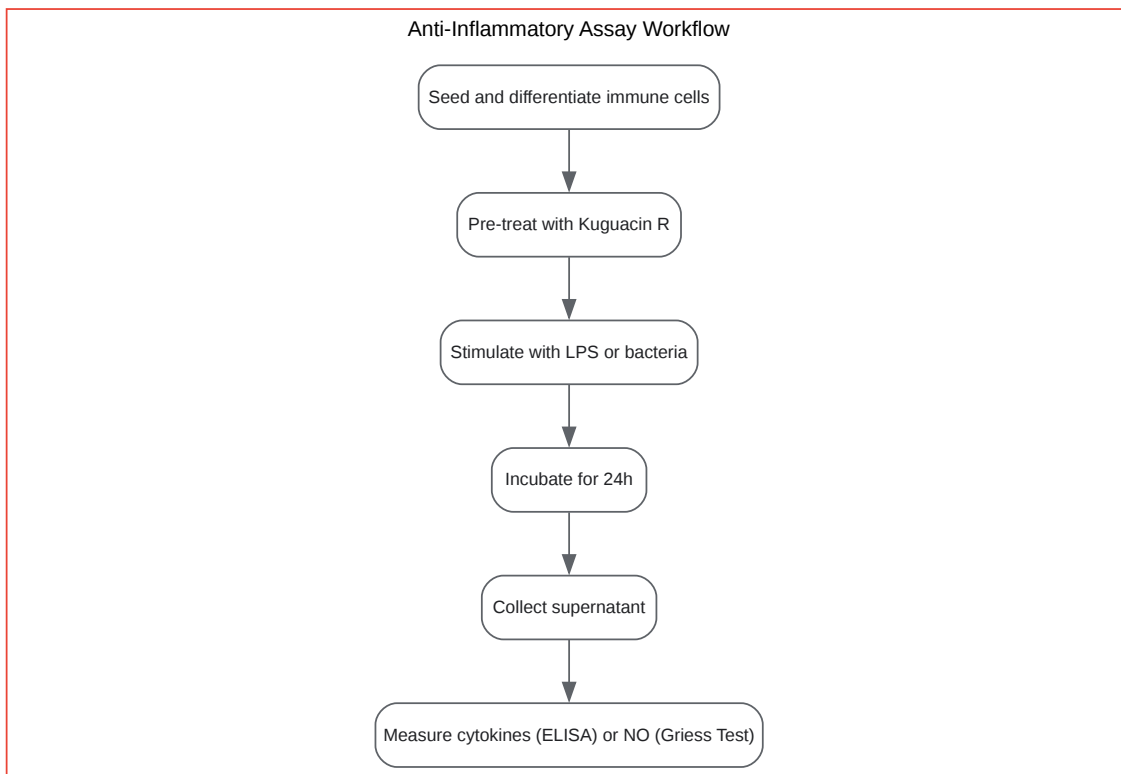 Anti-Inflammatory Assay Workflow
Seed and differentiate immune cells
Pre-treat with Kuguacin R
Stimulate with LPS or bacteria
Incubate for 24h
Collect supernatant
Measure cytokines (ELISA) or NO (Griess Test)